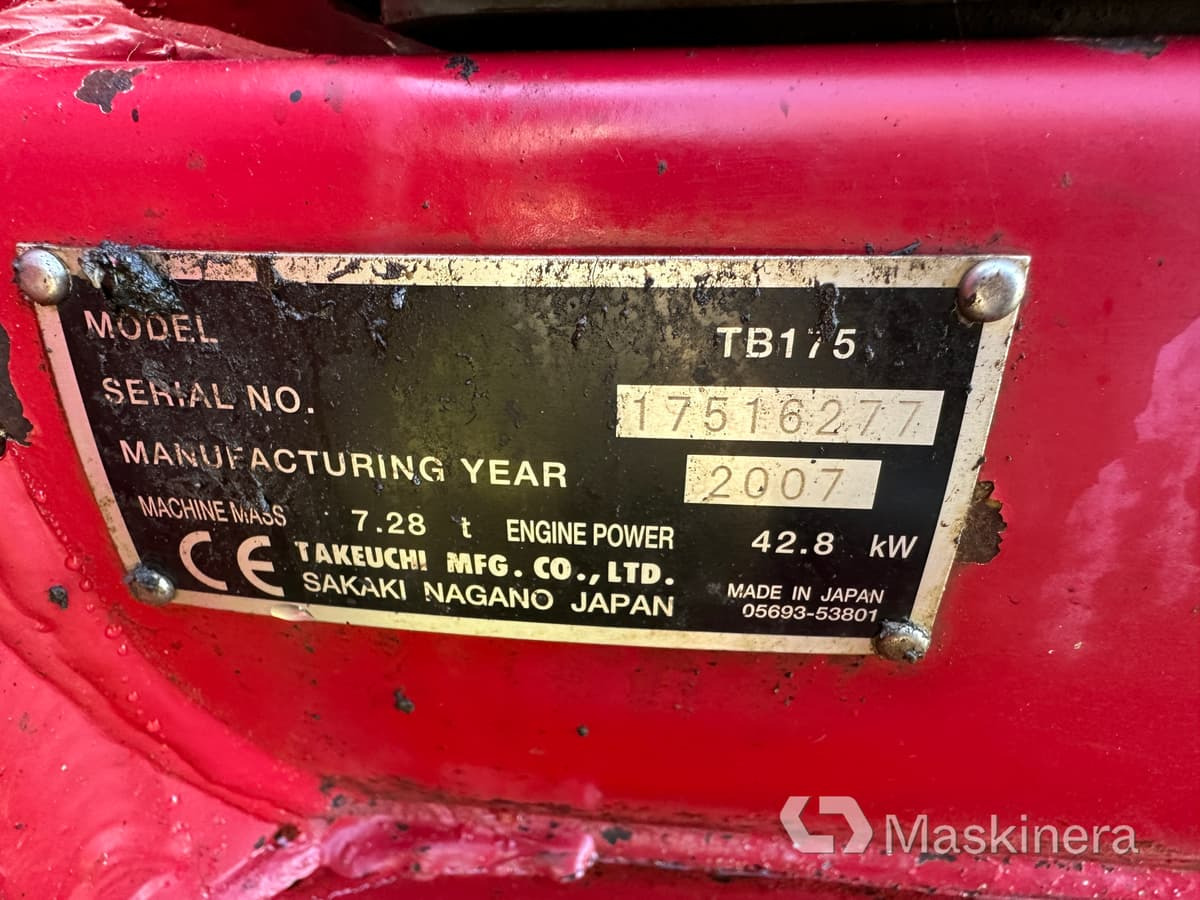 MODEL TB175
SERIAL NO. 17516277
MANUFACTURING YEAR 2007
MACHINE MASS 7.28 t ENGINE POWER 42.8 kW
CE TAKEUCHI MFG. CO., LTD.
SAKAKI NAGANO JAPAN
MADE IN JAPAN
05693-53801
Maskinera